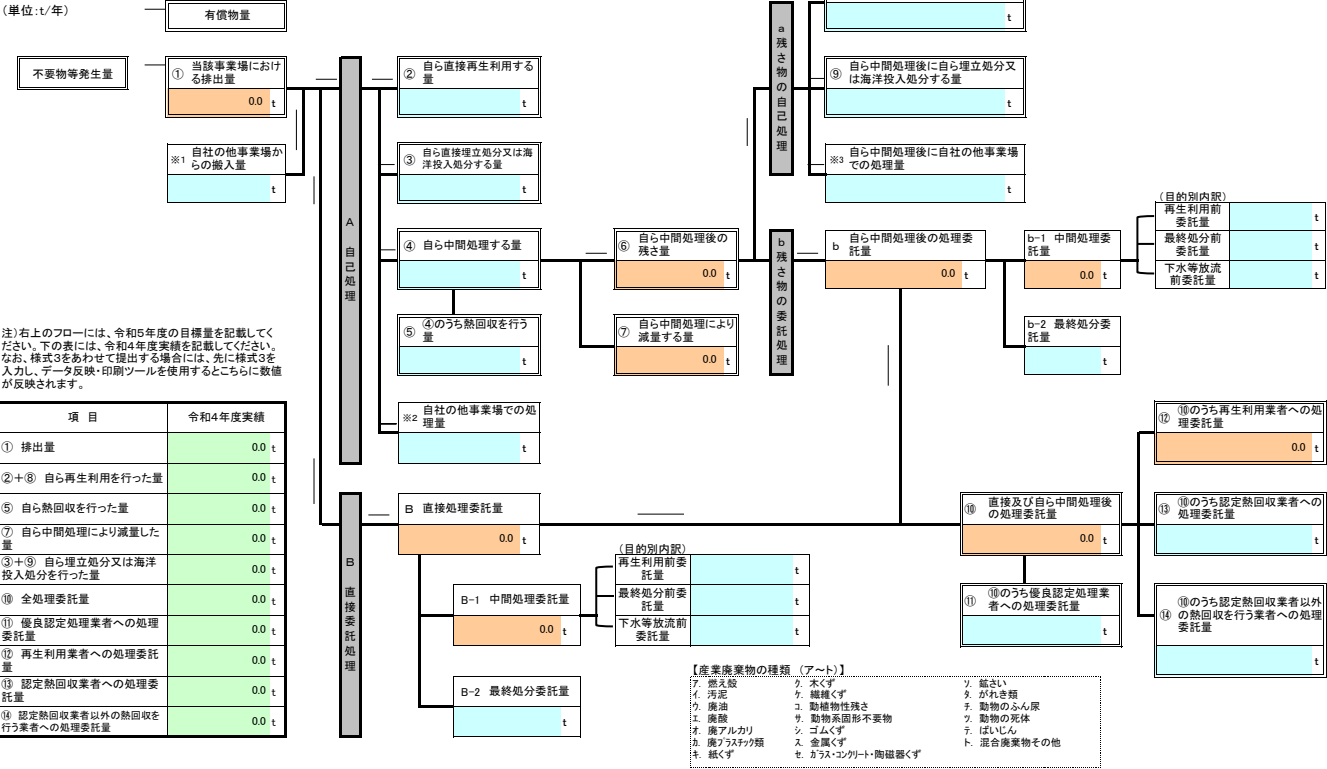 (単位:t/年)
有償物量
不要物等発生量
① 当該事業場におけ
る排出量
0.0 t
※1 自社の他事業場か
らの搬入量
t
A 自己処理
② 自ら直接再生利用する
量
t
③ 自ら直接埋立処分又は海
洋投入処分する量
t
④ 自ら中間処理する量
t
⑤ ④のうち熱回収を行う
量
t
※2 自社の他事業場での処
理量
t
⑥ 自ら中間処理後の
残さ量
0.0 t
⑦ 自ら中間処理により
減量する量
0.0 t
a 残さ物の自己処理
t
⑨ 自ら中間処理後に自ら埋立処分又
は海洋投入処分する量
t
※3 自ら中間処理後に自社の他事業場
での処理量
t
b 残さ物の委託処理
b 自ら中間処理後の処理委
託量
0.0 t
b-1 中間処理委
託量
0.0 t
(目的別内訳)
再生利用前
委託量
t
最終処分前
委託量
t
下水等放流
前委託量
t
b-2 最終処分委
託量
t
注)右上のフローには、令和5年度の目標量を記載してく
ださい。下の表には、令和4年度実績を記載してください。
なお、様式3をあわせて提出する場合には、先に様式3を
入力し、データ反映・印刷ツールを使用するとこちらに数値
が反映されます。
項 目 令和4年度実績
① 排出量 0.0 t
②+⑧ 自ら再生利用を行った量 0.0 t
⑤ 自ら熱回収を行った量 0.0 t
⑦ 自ら中間処理により減量した
量 0.0 t
③+⑨ 自ら埋立処分又は海洋
投入処分を行った量 0.0 t
⑩ 全処理委託量 0.0 t
⑪ 優良認定処理業者への処理
委託量 0.0 t
⑫ 再生利用業者への処理委託
量 0.0 t
⑬ 認定熱回収業者への処理委
託量 0.0 t
⑭ 認定熱回収業者以外の熱回収を
行う業者への処理委託量 0.0 t
B 直接委託処理
B 直接処理委託量
0.0 t
B-1 中間処理委託量
0.0 t
(目的別内訳)
再生利用前委
託量
t
最終処分前委
託量
t
下水等放流前
委託量
t
B-2 最終処分委託量
t
⑩ 直接及び自ら中間処理後
の処理委託量
0.0 t
⑪ ⑩のうち優良認定処理業
者への処理委託量
t
⑫ ⑩のうち再生利用業者への処
理委託量
0.0 t
⑬ ⑩のうち認定熱回収業者への
処理委託量
t
⑭ ⑩のうち認定熱回収業者以外
の熱回収を行う業者への処理
委託量
t
【産業廃棄物の種類 (ア～ト)】
ア. 燃え殻
イ. 汚泥
ウ. 廃油
エ. 廃酸
オ. 廃アルカリ
カ. 廃プラスチック類
キ. 紙くず
ク. 木くず
ケ. 繊維くず
コ. 動植物性残さ
サ. 動物系固形不要物
シ. ゴムくず
ス. 金属くず
セ. ガラス・コンクリート・陶磁器くず
ソ. 鉱さい
タ. がれき類
チ. 動物のふん尿
ツ. 動物の死体
テ. ばいじん
ト. 混合廃棄物その他